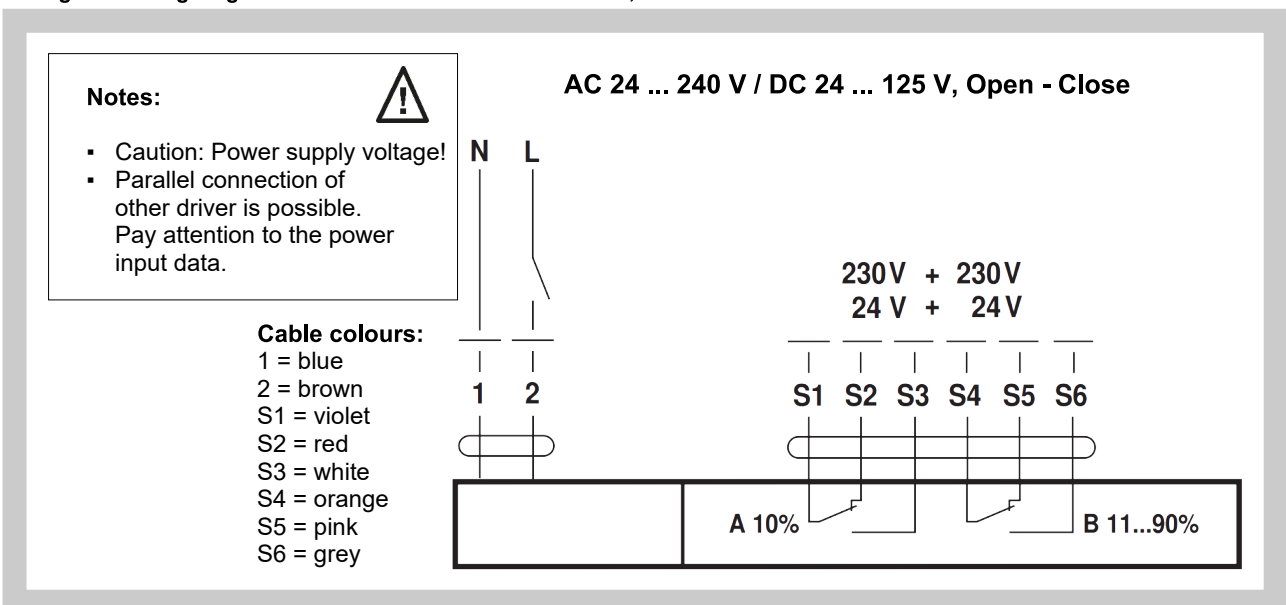 Notes:
AC 24 ... 240 V / DC 24 ... 125 V, Open - Close
▪ Caution: Power supply voltage!
▪ Parallel connection of
other driver is possible.
Pay attention to the power
input data.
N L
230 V + 230 V
24 V + 24 V
Cable colours:
1 = blue
2 = brown
S1 = violet
S2 = red
S3 = white
S4 = orange
S5 = pink
S6 = grey
1 2
S1 S2 S3 S4 S5 S6
A 10%
B 11...90%